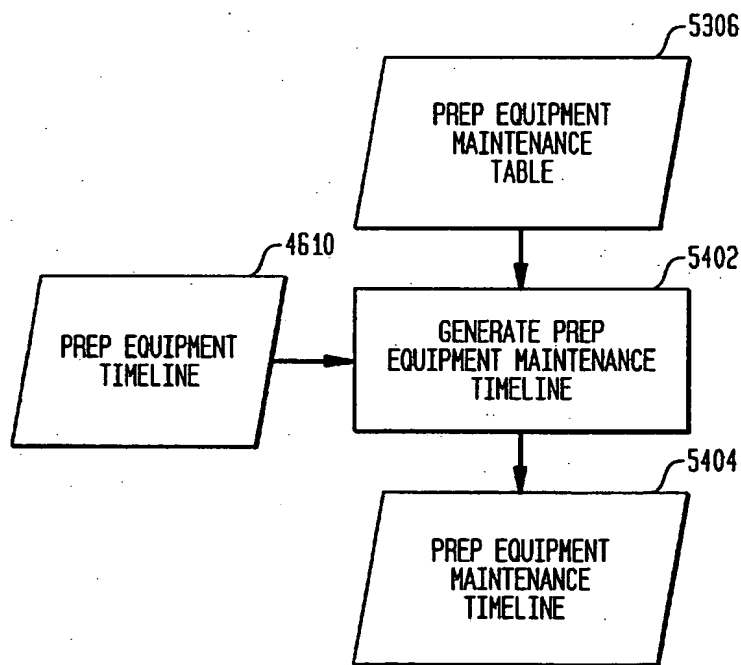 5306
PREP EQUIPMENT
MAINTENANCE
TABLE
4610
PREP EQUIPMENT
TIMELINE
5402
GENERATE PREP
EQUIPMENT MAINTENANCE
TIMELINE
5404
PREP EQUIPMENT
MAINTENANCE
TIMELINE